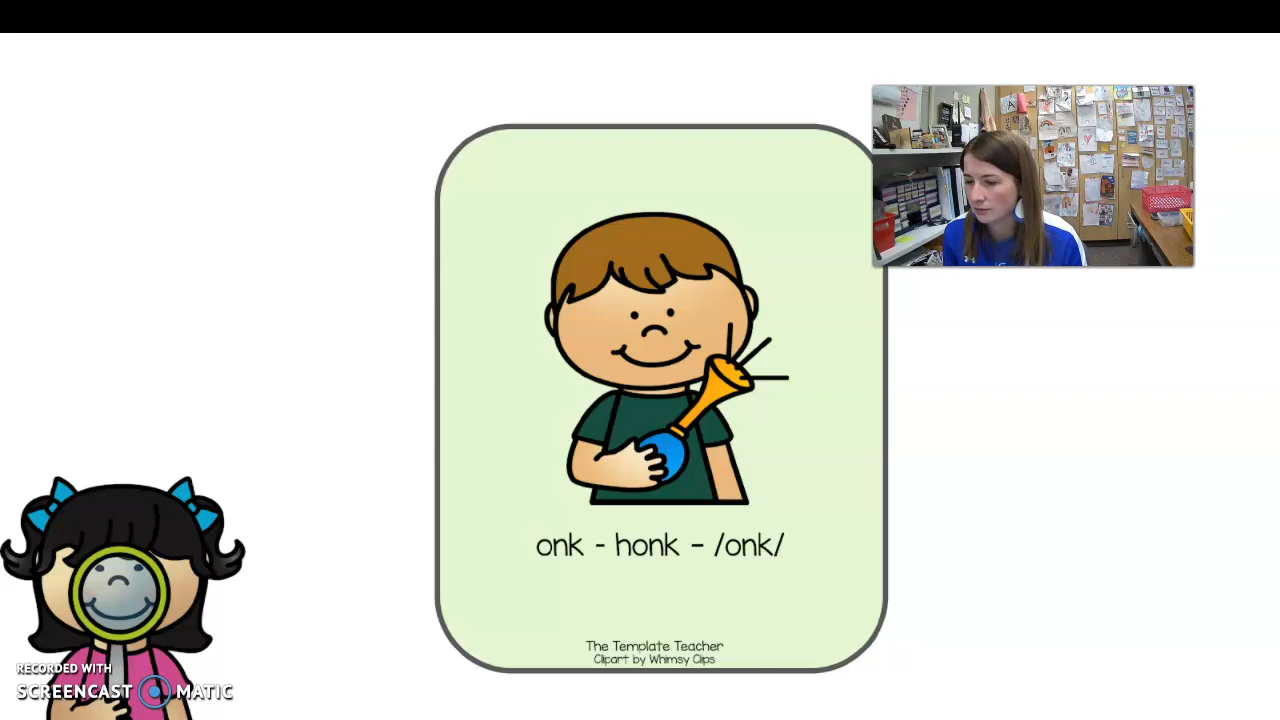 onk - honk - /onk/
The Template Teacher
Clipart by Whimsy Clips
RECORDED WITH
SCREENCAST MATIC